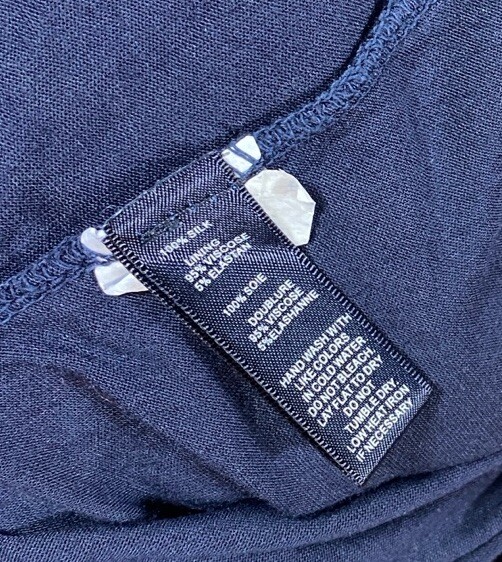 100% SILK
LINING
95% VISCOSE
5% ELASTINE
100% SOIE
DOUBLURE
95% VISCOSE
5% ELASHANNE
HAND WASH WITH
LIKE COLORS
IN COLD WATER
DO NOT BLEACH.
LAY FLAT TO DRY
DO NOT
TUMBLE DRY.
LOW HEAT IRON
IF NECESSARY